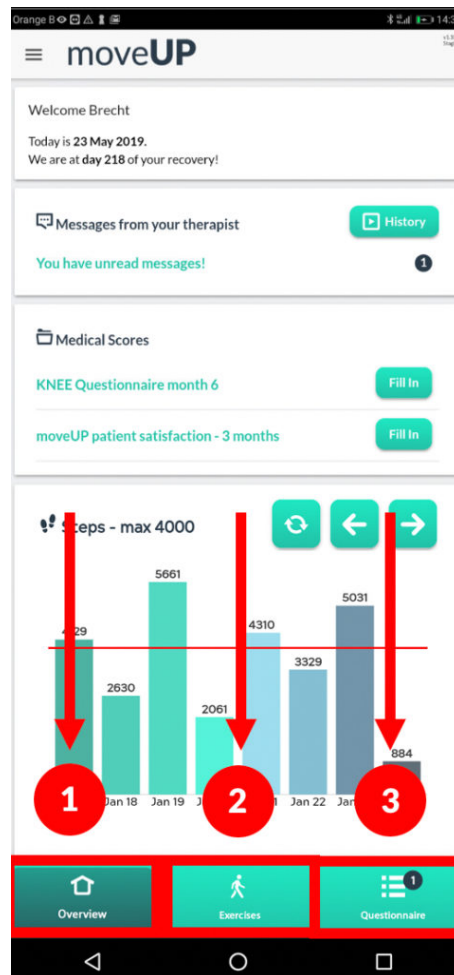 Orange B
14:3
moveUP
Welcome Brecht
Today is 23 May 2019.
We are at day 218 of your recovery!
Messages from your therapist
History
You have unread messages!
1
Medical Scores
KNEE Questionnaire month 6
Fill In
moveUP patient satisfaction - 3 months
Fill In
Steps - max 4000
5661
5031
4310
3329
2630
2061
884
1
2
3
Jan 18
Jan 19
Jan 22
1
Overview
Exercises
Questionnaire